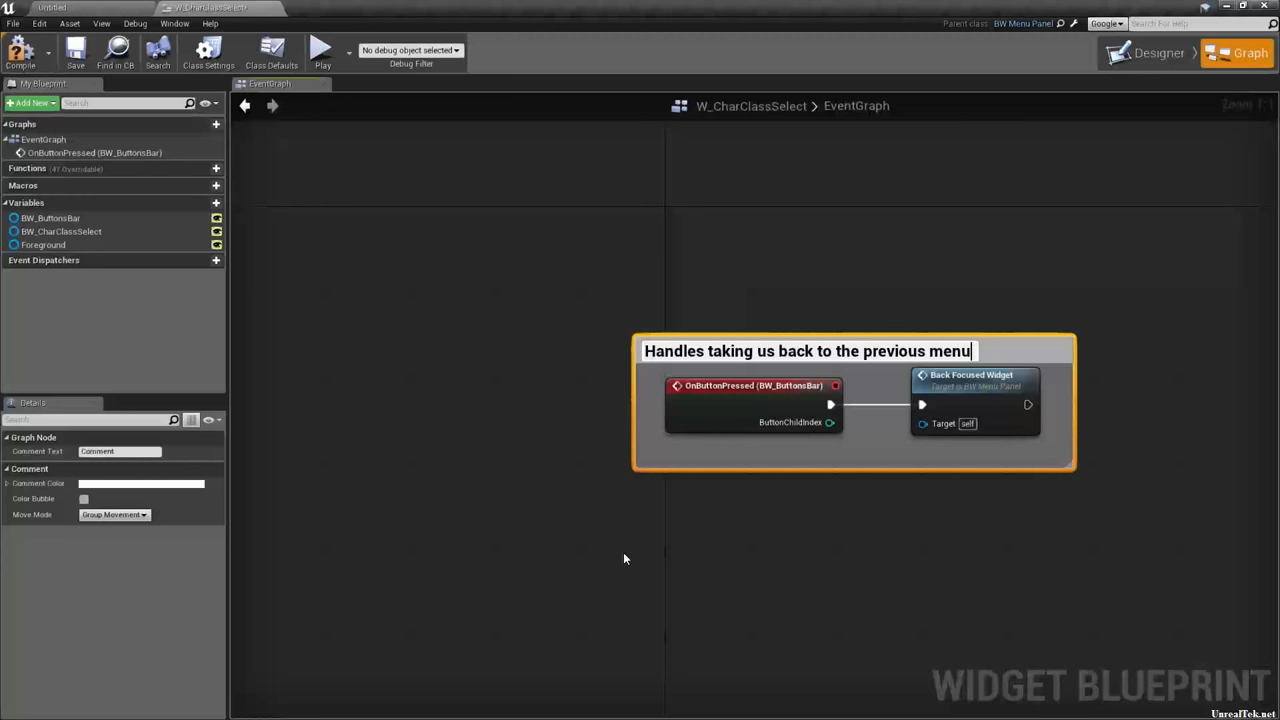 Untitled
W_CharClassSelect*
File Edit Asset View Debug Window Help
Parent class: BW Menu Panel
Google
Search For Help
Compile
Save
Find in CB
Search
Class Settings
Class Defaults
Play
No debug object selected
Debug Filter
Designer
Graph
My Blueprint
Add New
Search
Graphs
EventGraph
OnButtonPressed (BW_ButtonsBar)
Functions (41 Overridable)
Macros
Variables
BW_ButtonsBar
BW_CharClassSelect
Foreground
Event Dispatchers
Details
Search
Graph Node
Comment Text Comment
Comment
Comment Color
Color Bubble
Move Mode Group Movement
EventGraph
W_CharClassSelect > EventGraph
Zoom 1:1
Handles taking us back to the previous menu
OnButtonPressed (BW_ButtonsBar)
ButtonChildIndex
Back Focused Widget
Target is BW Menu Panel
Target self
WIDGET BLUEPRINT
UnrealTek.net